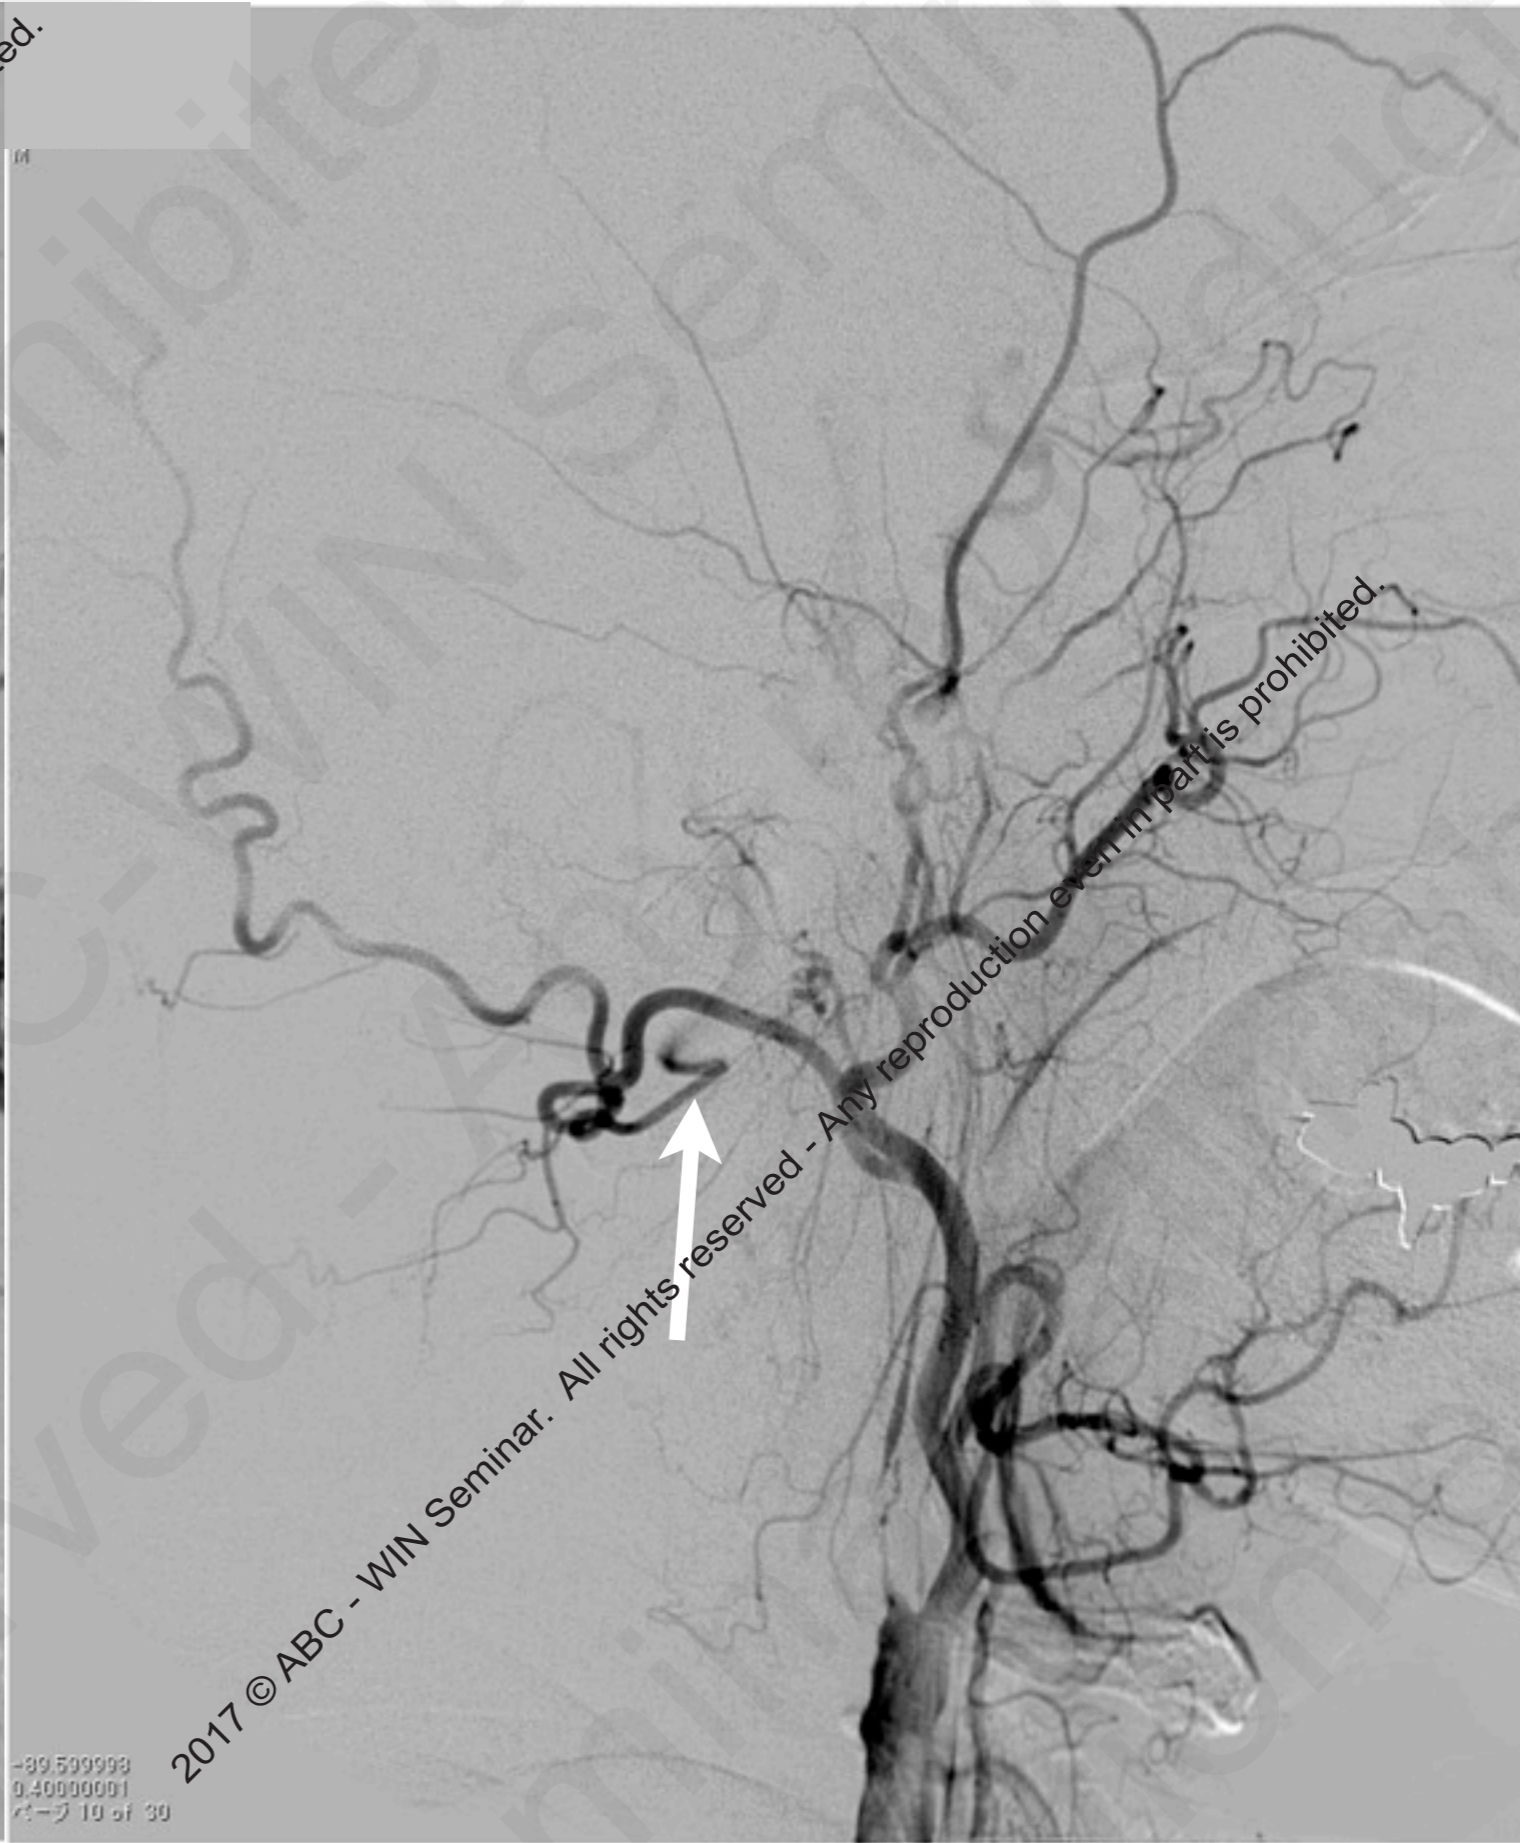 ed.
M
2017 © ABC - WIN Seminar. All rights reserved - Any reproduction even in part is prohibited.
-89.599998
0.40000001
ページ 10 of 30